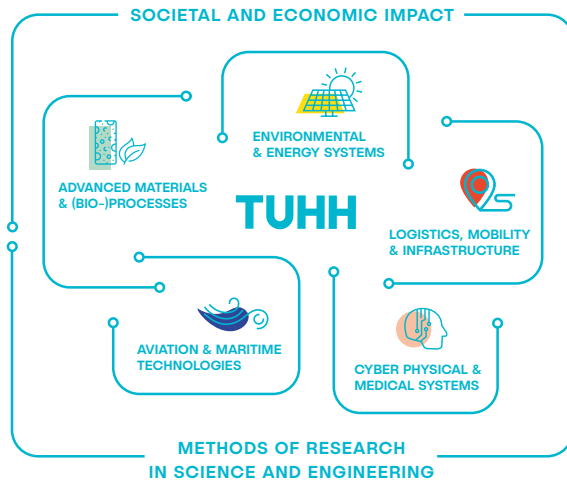 SOCIETAL AND ECONOMIC IMPACT
ENVIRONMENTAL
& ENERGY SYSTEMS
ADVANCED MATERIALS
& (BIO-)PROCESSES
TUHH
LOGISTICS, MOBILITY
& INFRASTRUCTURE
AVIATION & MARITIME
TECHNOLOGIES
CYBER PHYSICAL &
MEDICAL SYSTEMS
METHODS OF RESEARCH
IN SCIENCE AND ENGINEERING